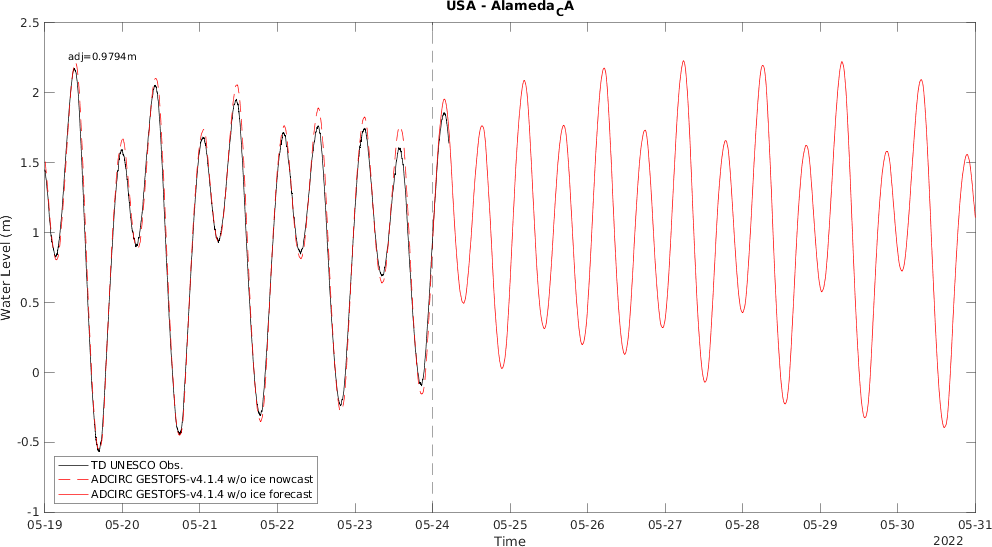 USA - Alameda_CA
adj=0.9794m
2.5
2
1.5
1
0.5
0
-0.5
-1
Water Level (m)
TD UNESCO Obs.
ADCIRC GESTOFS-v4.1.4 w/o ice nowcast
ADCIRC GESTOFS-v4.1.4 w/o ice forecast
05-19 05-20 05-21 05-22 05-23 05-24 05-25 05-26 05-27 05-28 05-29 05-30 05-31
Time
2022